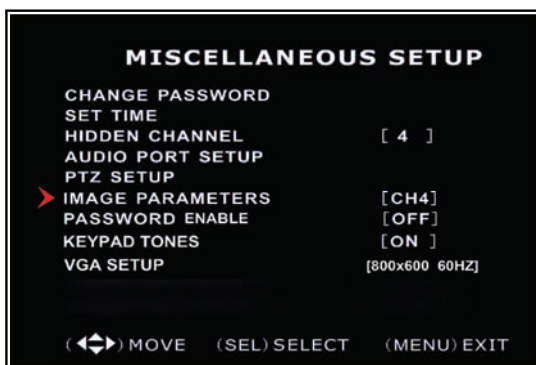 MISCELLANEOUS SETUP
CHANGE PASSWORD
SET TIME
HIDDEN CHANNEL [ 4 ]
AUDIO PORT SETUP
PTZ SETUP
IMAGE PARAMETERS [CH4]
PASSWORD ENABLE [OFF]
KEYPAD TONES [ON ]
VGA SETUP [800x600 60HZ]
( ) MOVE (SEL) SELECT (MENU) EXIT